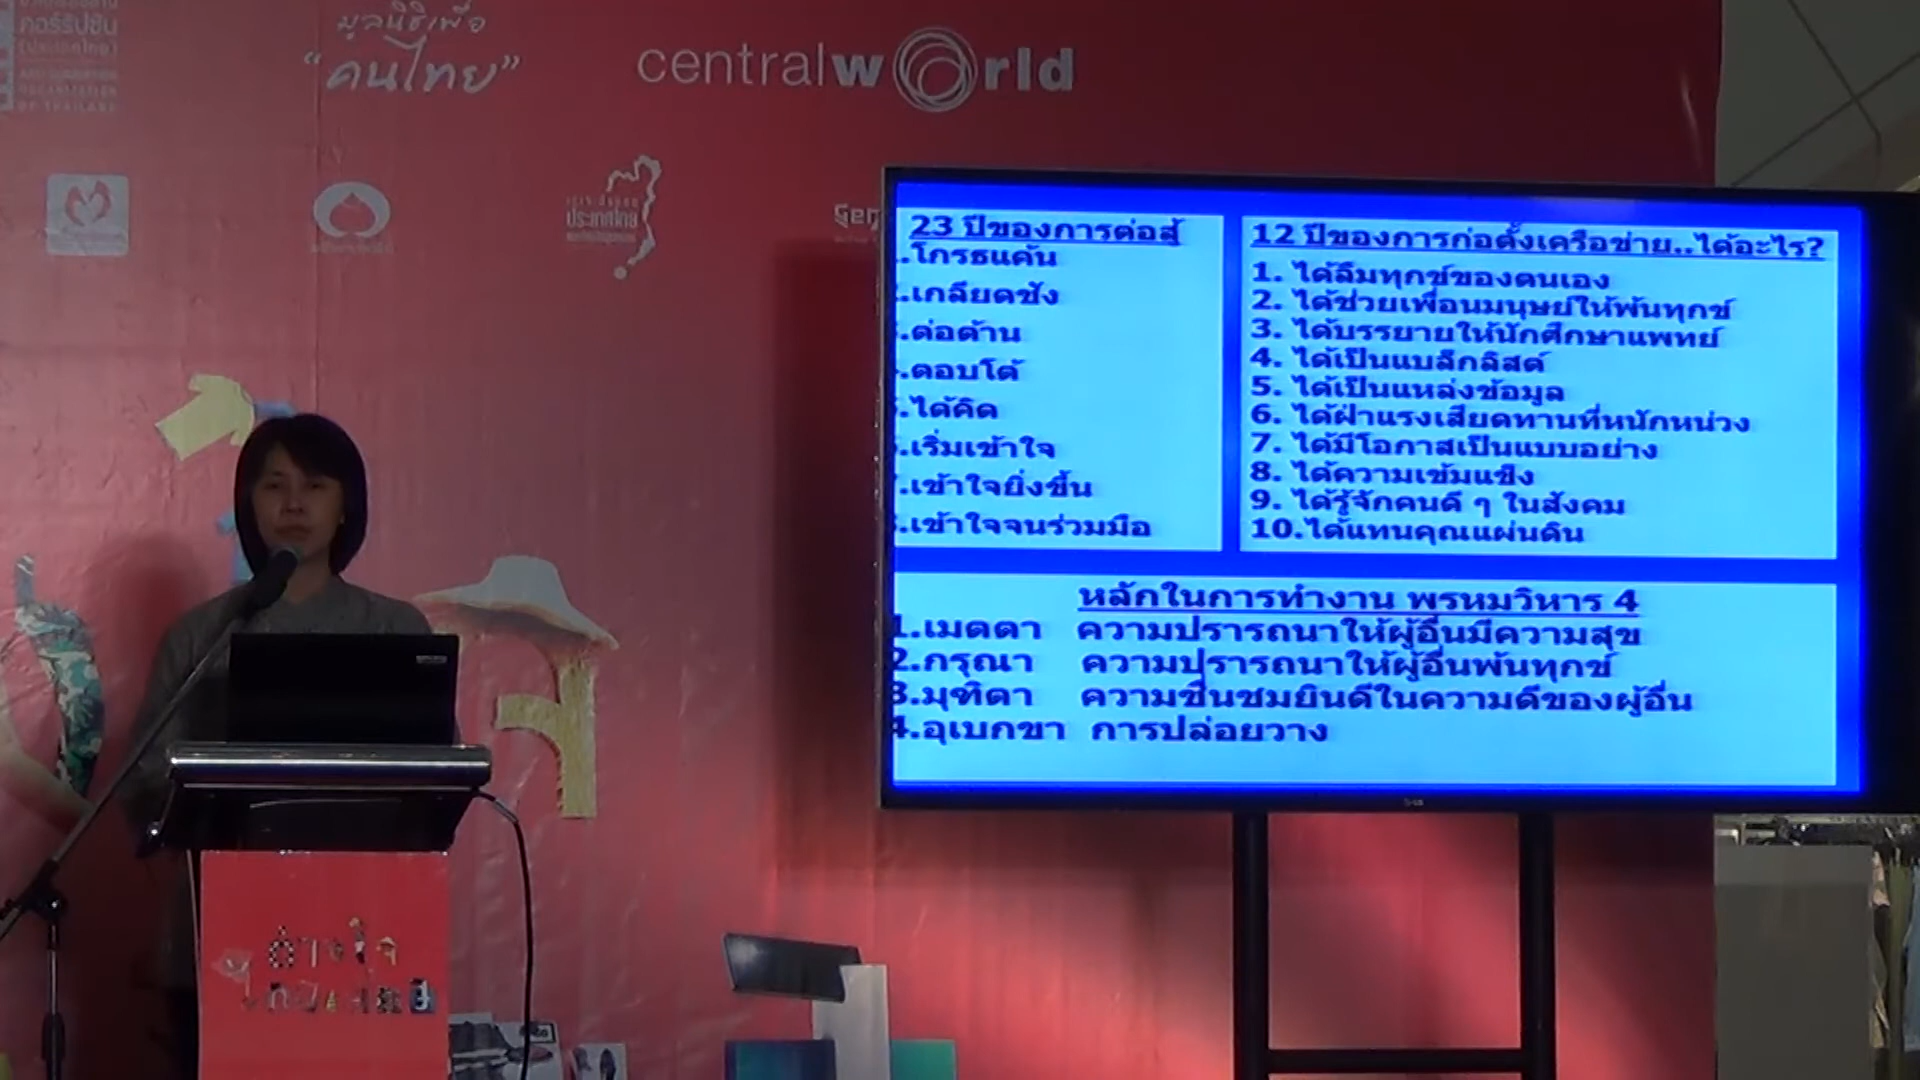 คอร์รัปชัน
(ประเทศไทย)
ANTI CORRUPTION
ORGANIZATION
OF THAILAND
มูลนิธิเพื่อ
“คนไทย”
centralworld
ประเทศไทย
23 ปีของการต่อสู้
.โกรธแค้น
.เกลียดชัง
.ต่อต้าน
.ตอบโต้
.ได้คิด
.เริ่มเข้าใจ
.เข้าใจยิ่งขึ้น
.เข้าใจจนร่วมมือ
12 ปีของการก่อตั้งเครือข่าย..ได้อะไร?
1. ได้ลืมทุกข์ของตนเอง
2. ได้ช่วยเพื่อนมนุษย์ให้พ้นทุกข์
3. ได้บรรยายให้นักศึกษาแพทย์
4. ได้เป็นแบล็กลิสต์
5. ได้เป็นแหล่งข้อมูล
6. ได้ฝ่าแรงเสียดทานที่หนักหน่วง
7. ได้มีโอกาสเป็นแบบอย่าง
8. ได้ความเข้มแข็ง
9. ได้รู้จักคนดี ๆ ในสังคม
10.ได้แทนคุณแผ่นดิน
หลักในการทำงาน พรหมวิหาร 4
1.เมตตา ความปรารถนาให้ผู้อื่นมีความสุข
2.กรุณา ความปรารถนาให้ผู้อื่นพ้นทุกข์
3.มุฑิตา ความชื่นชมยินดีในความดีของผู้อื่น
4.อุเบกขา การปล่อยวาง